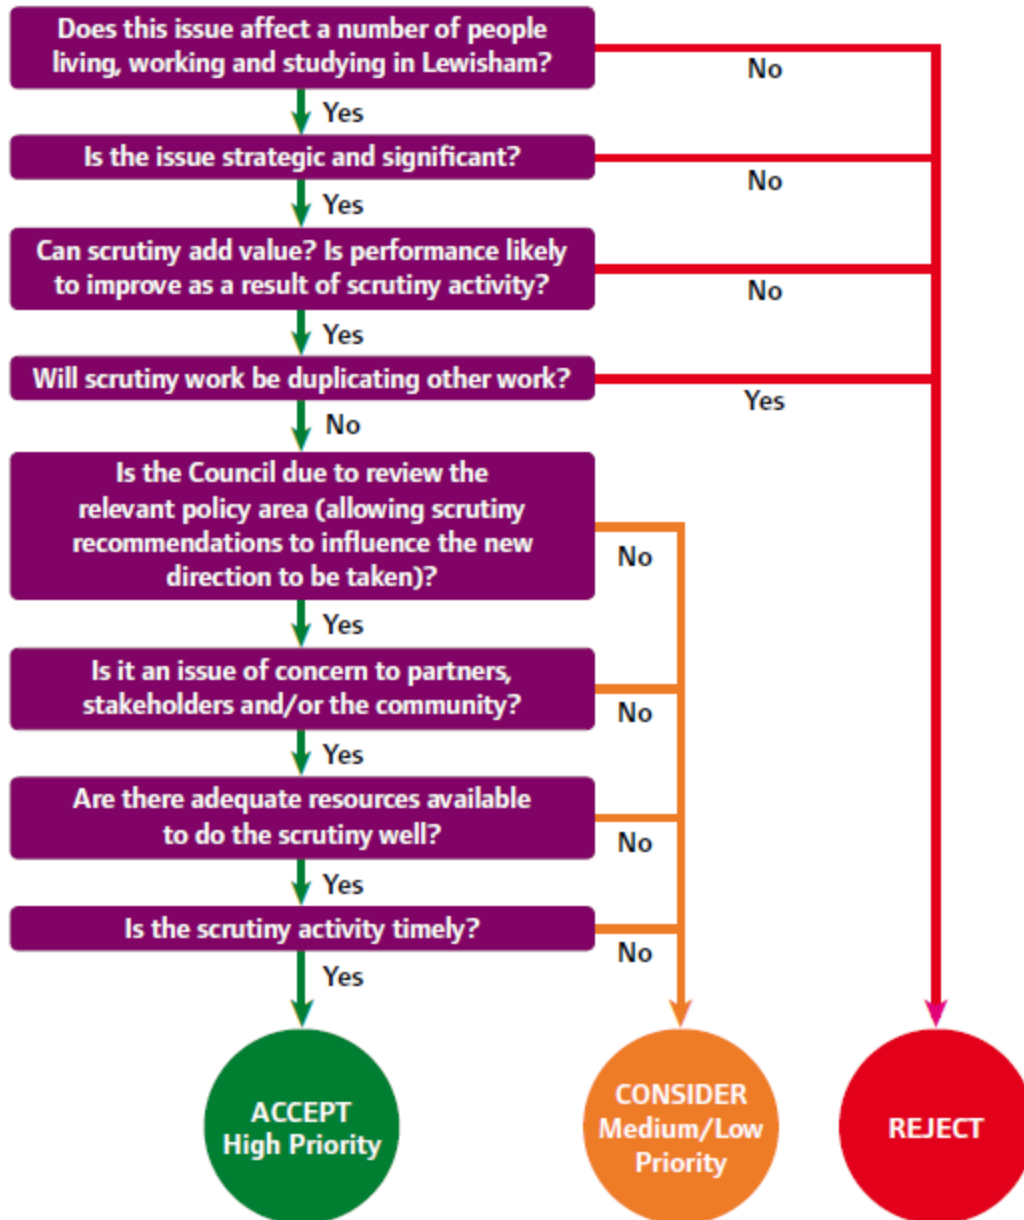 Does this issue affect a number of people
living, working and studying in Lewisham?
No
Yes
Is the issue strategic and significant?
No
Yes
Can scrutiny add value? Is performance likely
to improve as a result of scrutiny activity?
No
Yes
Will scrutiny work be duplicating other work?
Yes
No
Is the Council due to review the
relevant policy area (allowing scrutiny
recommendations to influence the new
direction to be taken)?
No
Yes
Is it an issue of concern to partners,
stakeholders and/or the community?
No
Yes
Are there adequate resources available
to do the scrutiny well?
No
Yes
Is the scrutiny activity timely?
No
Yes
ACCEPT
High Priority
CONSIDER
Medium/Low
Priority
REJECT